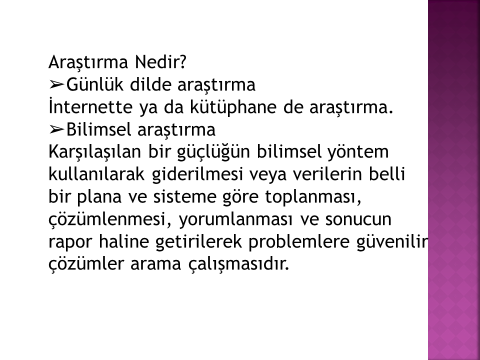 Araştırma Nedir?
➢Günlük dilde araştırma
İnternette ya da kütüphane de araştırma.
➢Bilimsel araştırma
Karşılaşılan bir güçlüğün bilimsel yöntem
kullanılarak giderilmesi veya verilerin belli
bir plana ve sisteme göre toplanması,
çözümlenmesi, yorumlanması ve sonucun
rapor haline getirilerek problemlere güvenilir
çözümler arama çalışmasıdır.